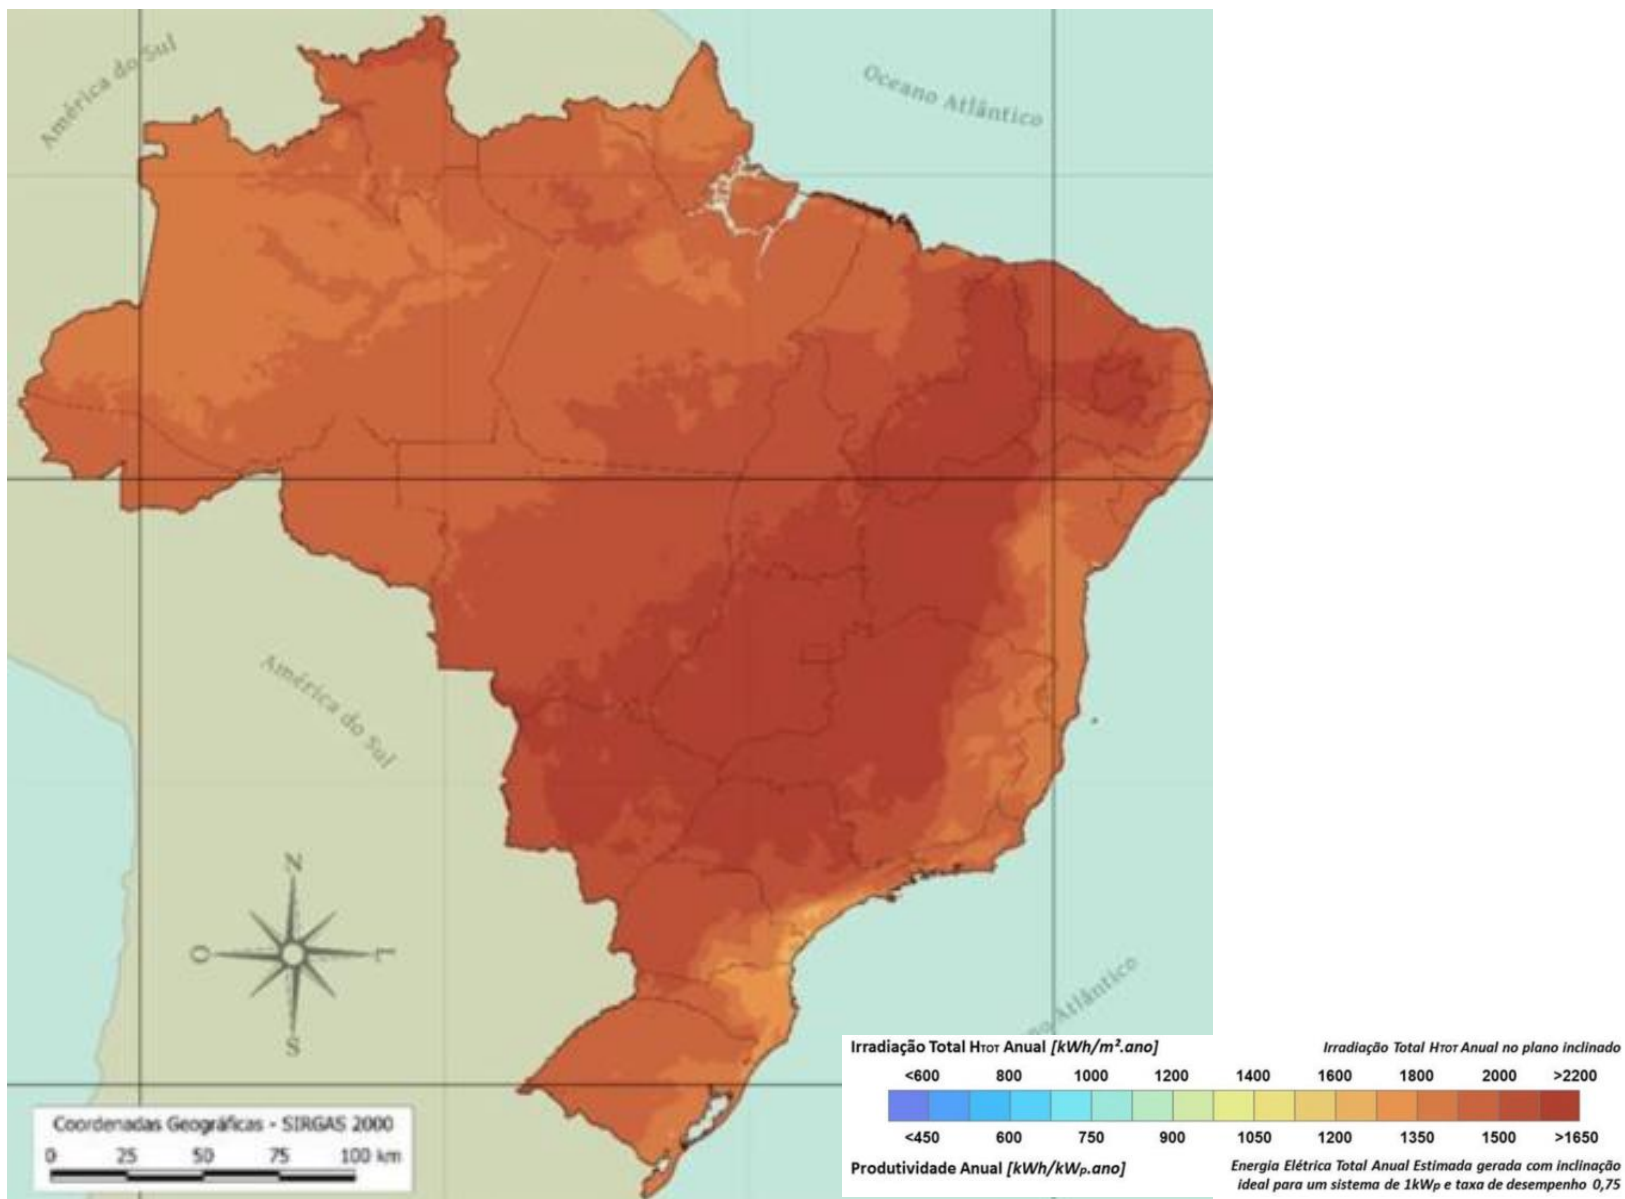 América do Sul
Oceano Atlântico
América do Sul
N
O
L
S
no Atlântico
Coordenadas Geográficas - SIRGAS 2000
0 25 50 75 100 km
Irradiação Total HTOT Anual [kWh/m².ano]
Irradiação Total HTOT Anual no plano inclinado
<600 800 1000 1200 1400 1600 1800 2000 >2200
<450 600 750 900 1050 1200 1350 1500 >1650
Produtividade Anual [kWh/kWp.ano]
Energia Elétrica Total Anual Estimada gerada com inclinação
ideal para um sistema de 1kWp e taxa de desempenho 0,75